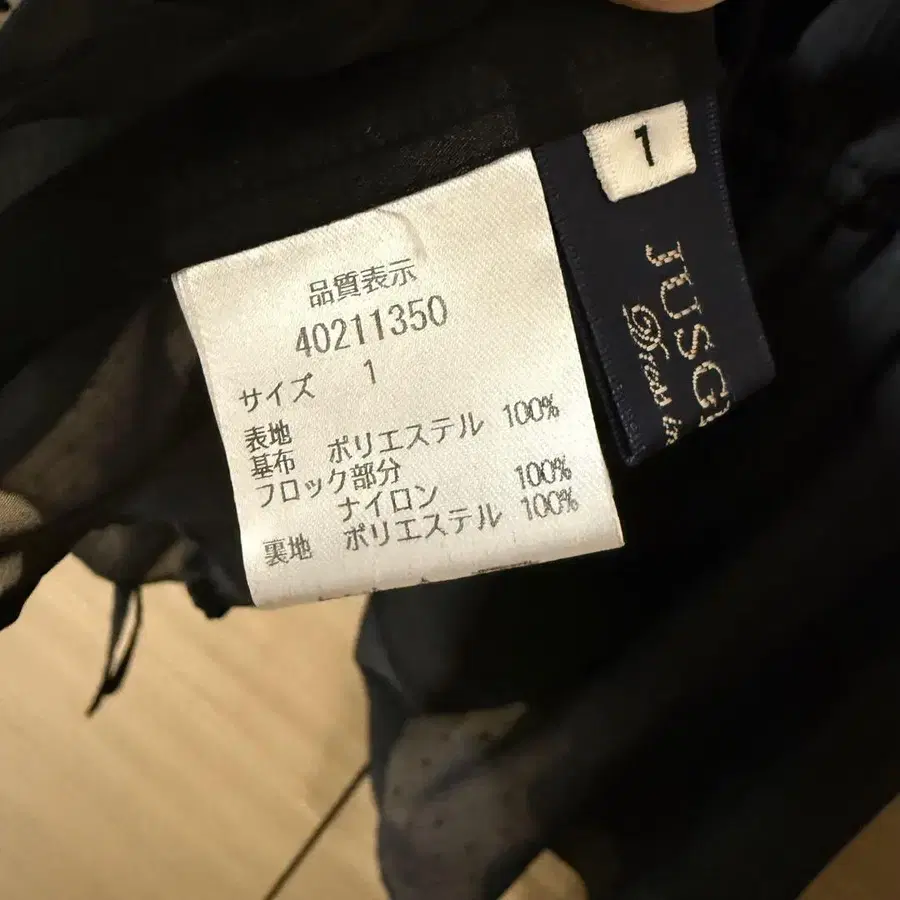 品質表示
40211350
サイズ 1
表地
基布 ポリエステル 100%
フロック部分
ナイロン 100%
裏地 ポリエステル 100%
1
JUSG